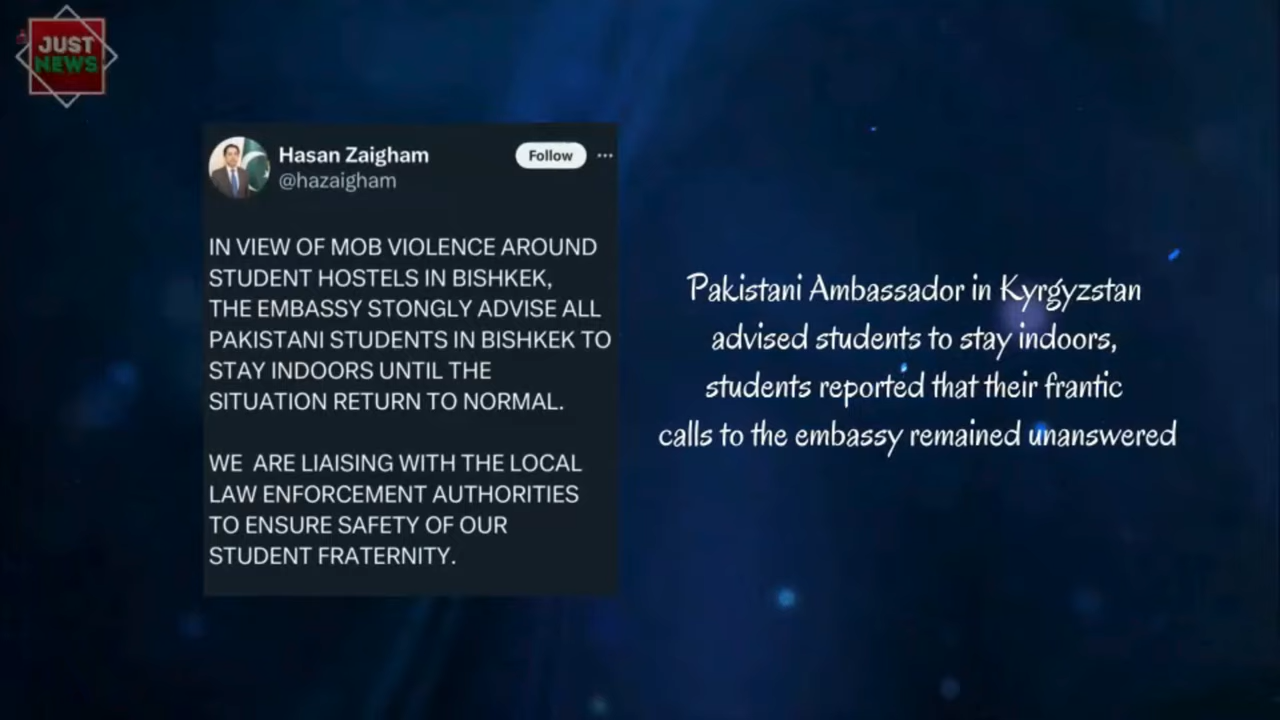 JUST
NEWS
Hasan Zaigham
@hazaigham
Follow
IN VIEW OF MOB VIOLENCE AROUND
STUDENT HOSTELS IN BISHKEK,
THE EMBASSY STONGLY ADVISE ALL
PAKISTANI STUDENTS IN BISHKEK TO
STAY INDOORS UNTIL THE
SITUATION RETURN TO NORMAL.
WE ARE LIAISING WITH THE LOCAL
LAW ENFORCEMENT AUTHORITIES
TO ENSURE SAFETY OF OUR
STUDENT FRATERNITY.
Pakistani Ambassador in Kyrgyzstan
advised students to stay indoors,
students reported that their frantic
calls to the embassy remained unanswered